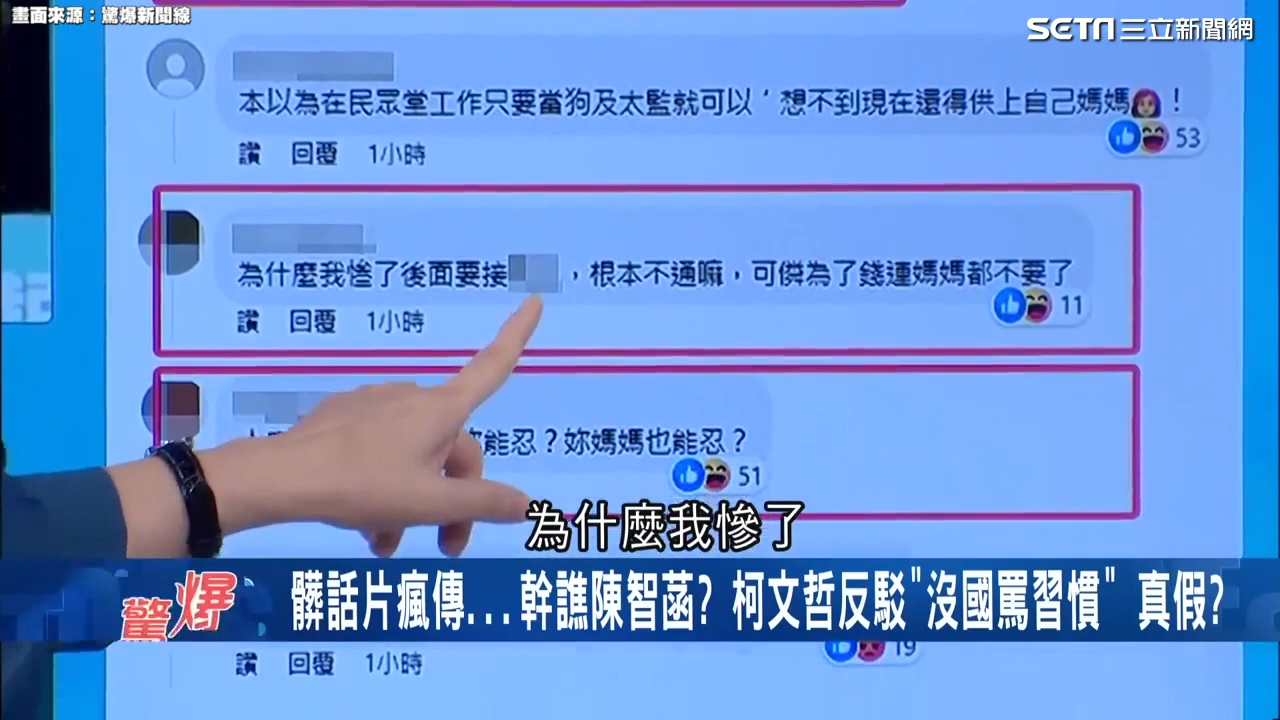 畫面來源：驚爆新聞線
SETN三立新聞網
本以為在民眾堂工作只要當狗及太監就可以，想不到現在還得供上自己媽媽！
53
讚 回覆 1小時
為什麼我慘了後面要接，根本不通嘛，可憐為了錢連媽媽都不要了
11
讚 回覆 1小時
能忍？妳媽媽也能忍？
51
為什麼我慘了
驚爆
髒話片瘋傳...幹譙陳智菡? 柯文哲反駁"沒國罵習慣" 真假?
19
讚 回覆 1小時